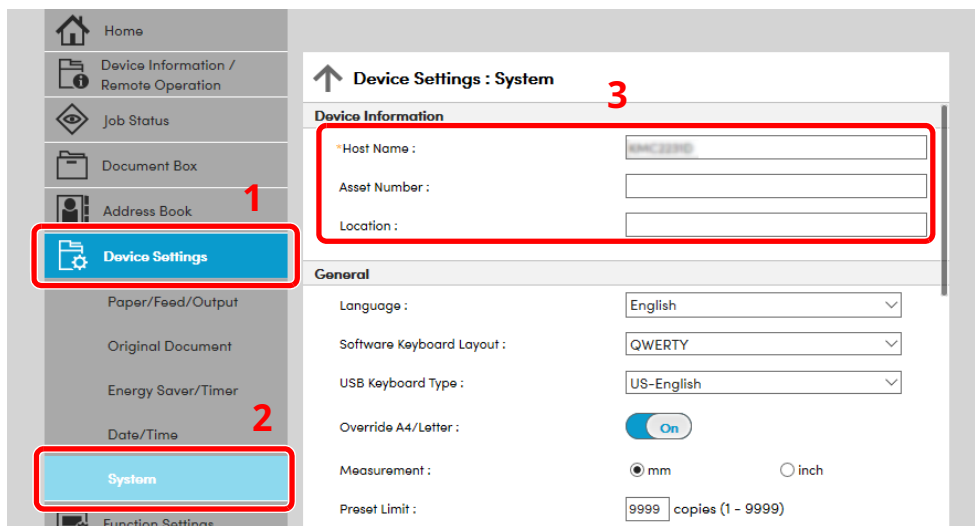 Home
Device Information /
Remote Operation
Job Status
Document Box
Address Book
1
Device Settings
Paper/Feed/Output
Original Document
Energy Saver/Timer
Date/Time
2
System
Function Settings
Device Settings : System
3
Device Information
*Host Name :
Asset Number :
Location :
General
Language : English
Software Keyboard Layout : QWERTY
USB Keyboard Type : US-English
Override A4/Letter : On
Measurement : mm inch
Preset Limit : 9999 copies (1 - 9999)